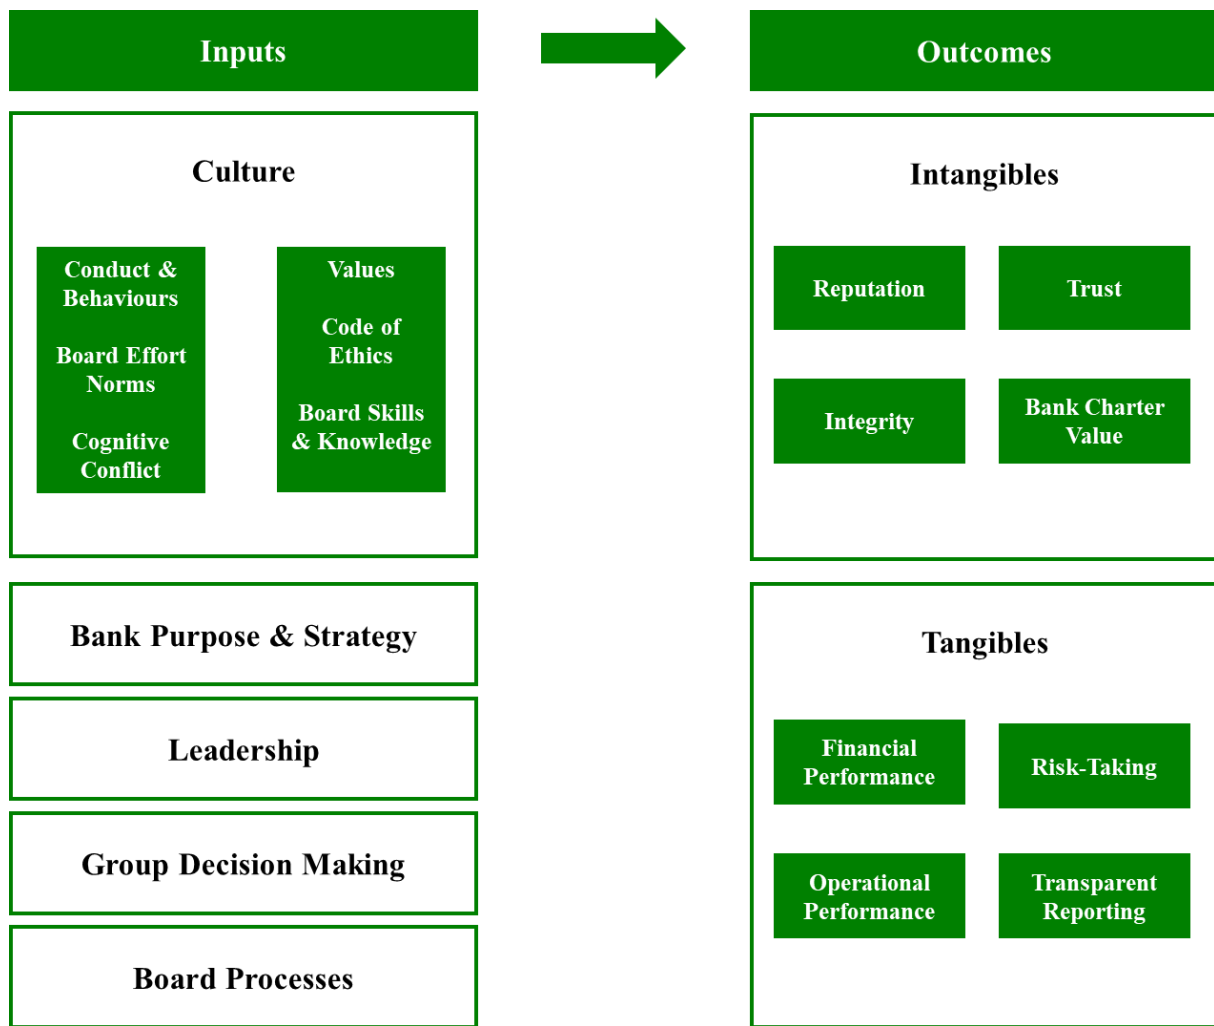 Inputs
Outcomes
Culture
Conduct &
Behaviours
Board Effort
Norms
Cognitive
Conflict
Values
Code of
Ethics
Board Skills
& Knowledge
Bank Purpose & Strategy
Leadership
Group Decision Making
Board Processes
Intangibles
Reputation
Trust
Integrity
Bank Charter
Value
Tangibles
Financial
Performance
Risk-Taking
Operational
Performance
Transparent
Reporting